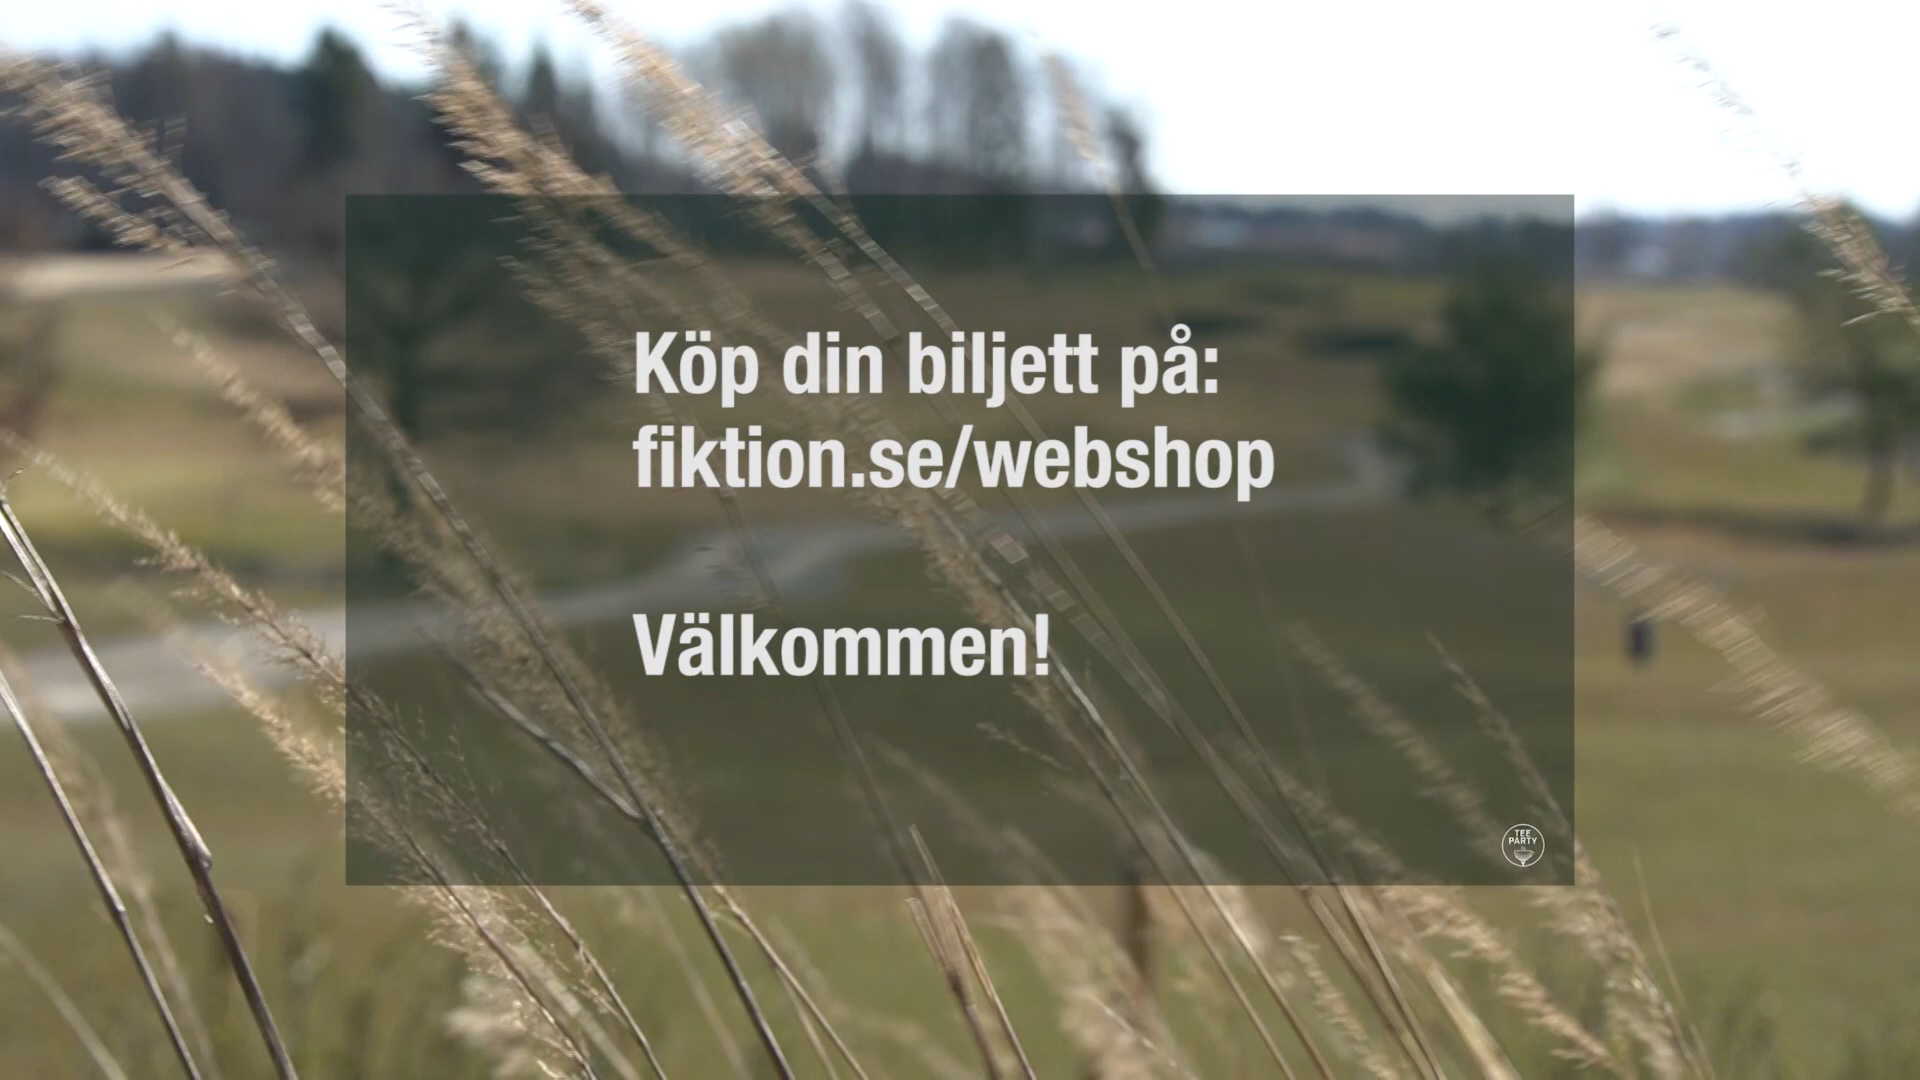 Köp din biljett på:
fiktion.se/webshop
Välkommen!
TEE
PARTY